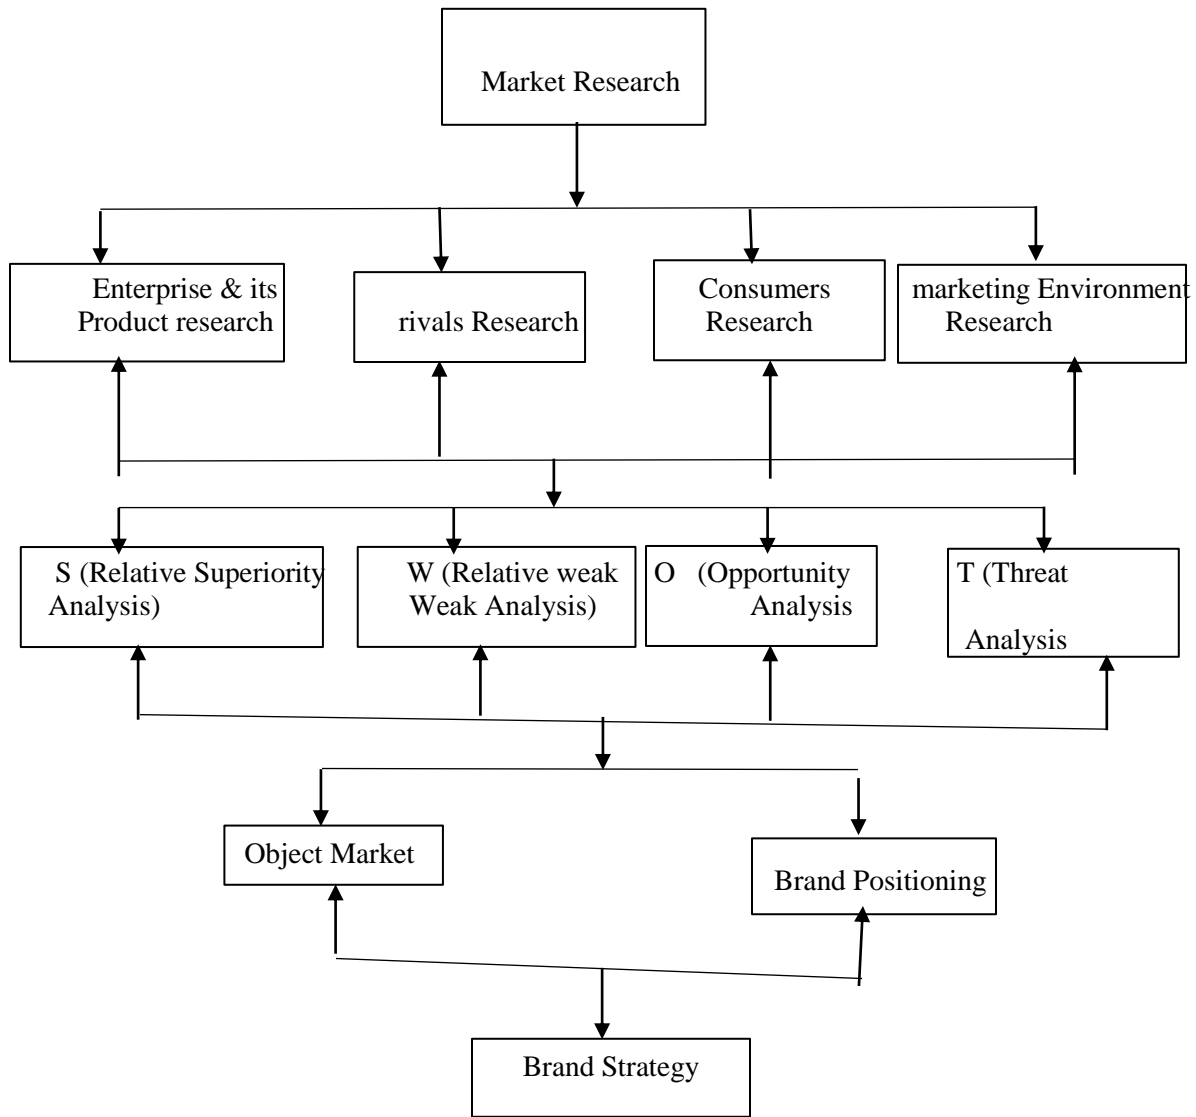 Market Research
Enterprise & its
Product research
rivals Research
Consumers
Research
marketing Environment
Research
S (Relative Superiority
Analysis)
W (Relative weak
Weak Analysis)
O (Opportunity
Analysis
T (Threat
Analysis
Object Market
Brand Positioning
Brand Strategy